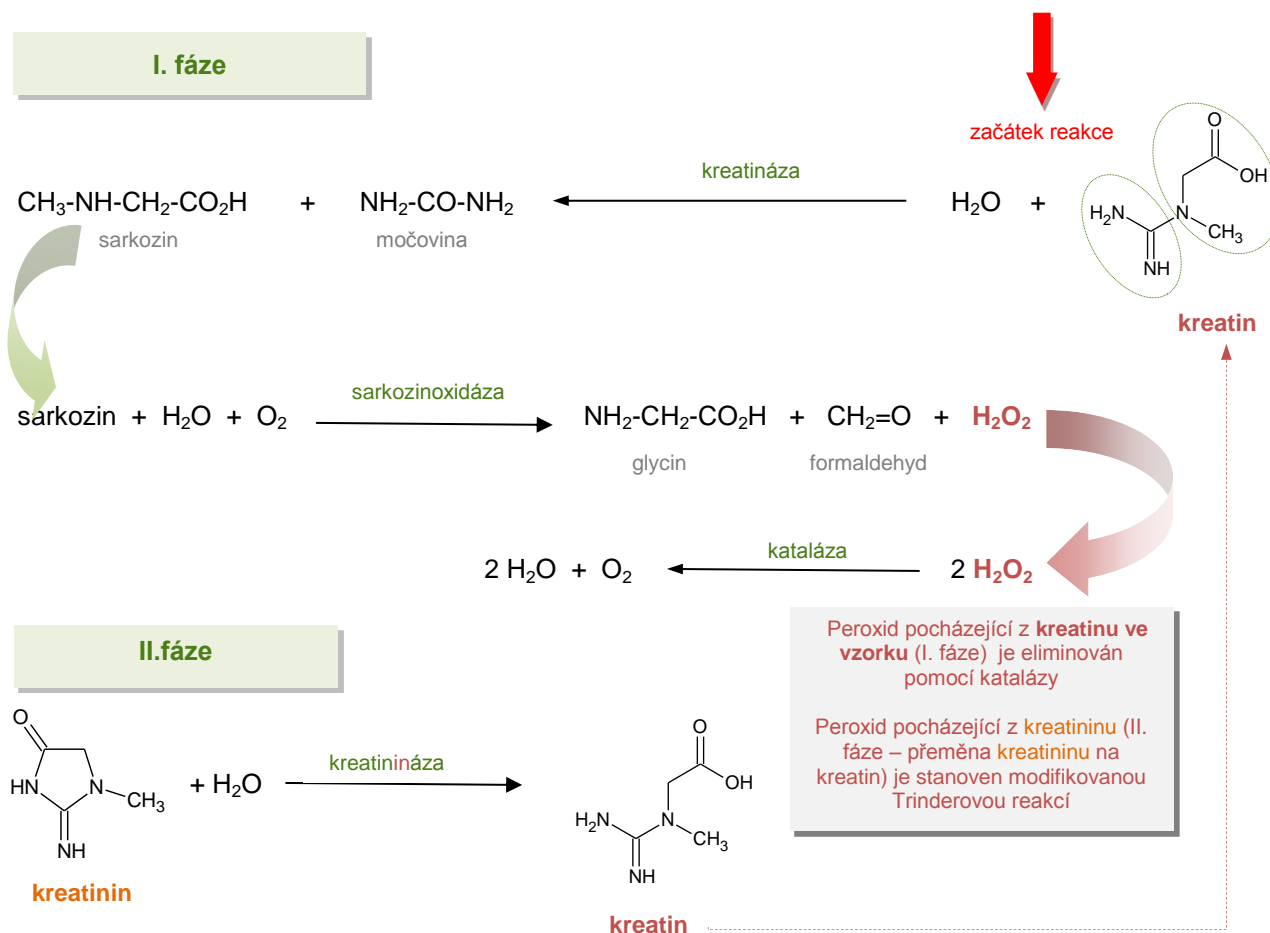 I. fáze
začátek reakce
kreatináza
CH₃-NH-CH₂-CO₂H + NH₂-CO-NH₂
H₂O +
O
OH
H₂N
N
CH₃
NH
sarkozin
močovina
kreatin
sarkozinoxidáza
sarkozin + H₂O + O₂
NH₂-CH₂-CO₂H + CH₂=O + H₂O₂
glycin
formaldehyd
kataláza
2 H₂O + O₂
2 H₂O₂
Peroxid pocházející z kreatinu ve
vzorku (I. fáze) je eliminován
pomocí katalázy
Peroxid pocházející z kreatininu (II.
fáze – přeměna kreatininu na
kreatin) je stanoven modifikovanou
Trinderovou reakcí
II.fáze
O
HN
N
CH₃
NH
+ H₂O
kreatinináza
O
OH
H₂N
N
CH₃
NH
kreatinin
kreatin